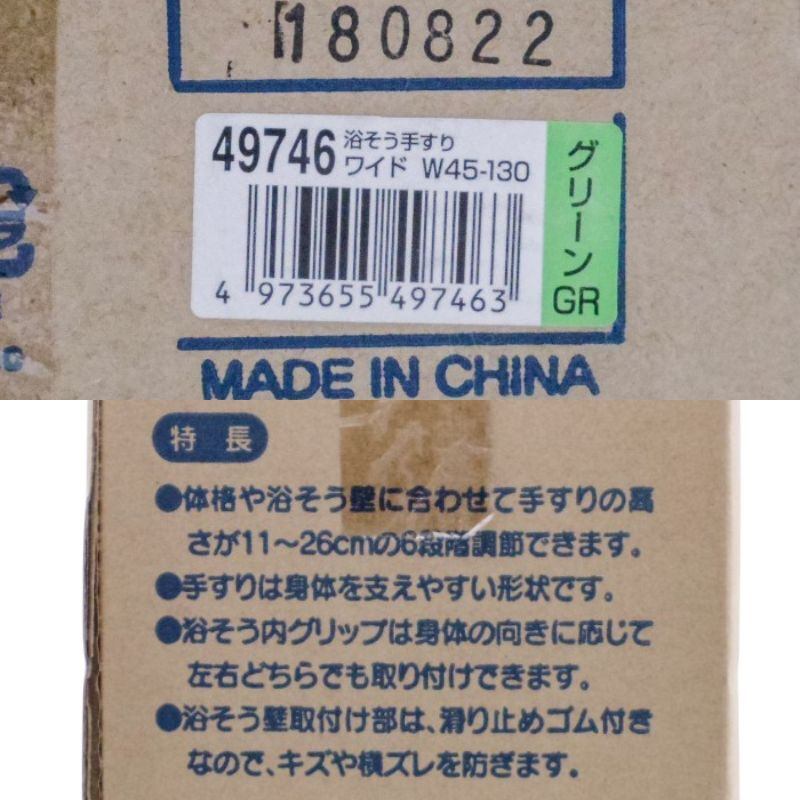 180822
49746 浴そう手すり
ワイド W45-130
グリーン
GR
4 973655 497463
MADE IN CHINA
特長
●体格や浴そう壁に合わせて手すりの高
さが11～26cmの6段階調節できます。
●手すりは身体を支えやすい形状です。
●浴そう内グリップは身体の向きに応じて
左右どちらでも取り付けできます。
●浴そう壁取付け部は、滑り止めゴム付き
なので、キズや横ズレを防ぎます。